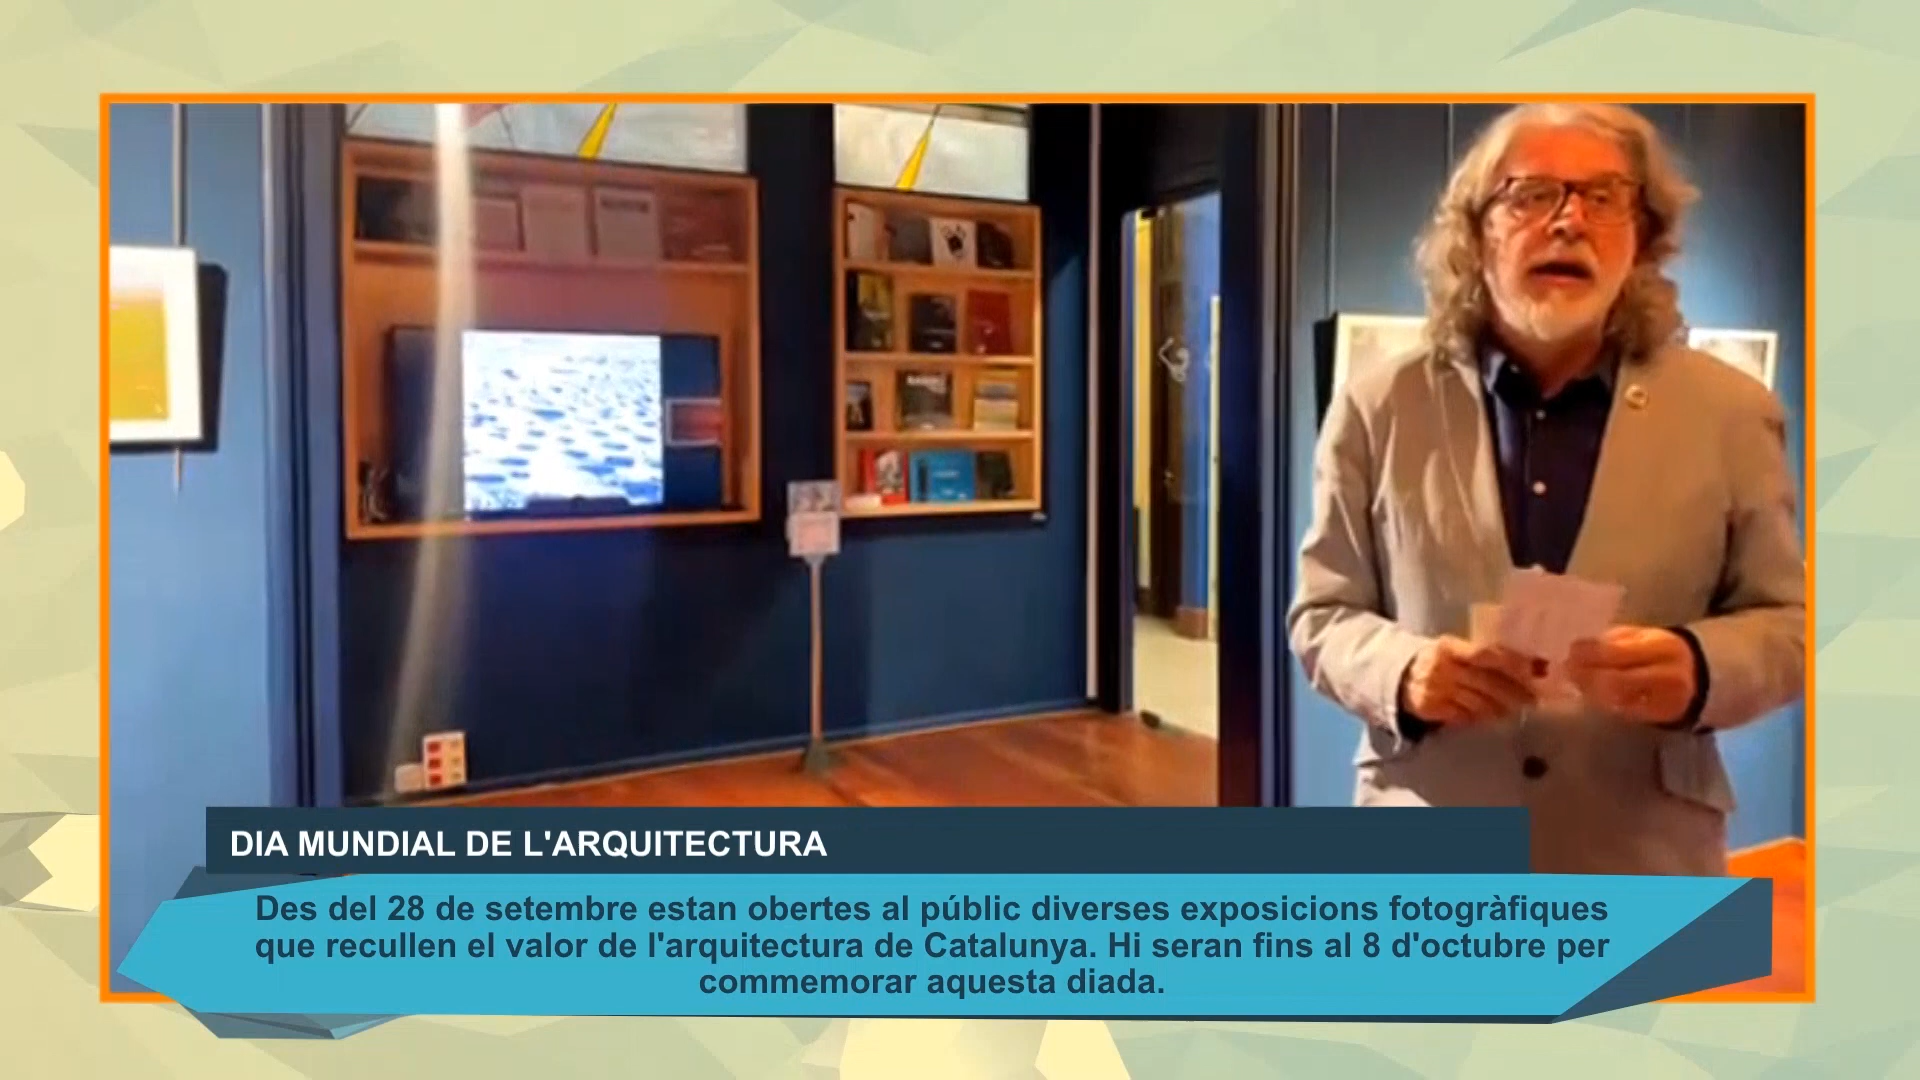 DIA MUNDIAL DE L'ARQUITECTURA
Des del 28 de setembre estan obertes al públic diverses exposicions fotogràfiques
que recullen el valor de l'arquitectura de Catalunya. Hi seran fins al 8 d'octubre per
commemorar aquesta diada.